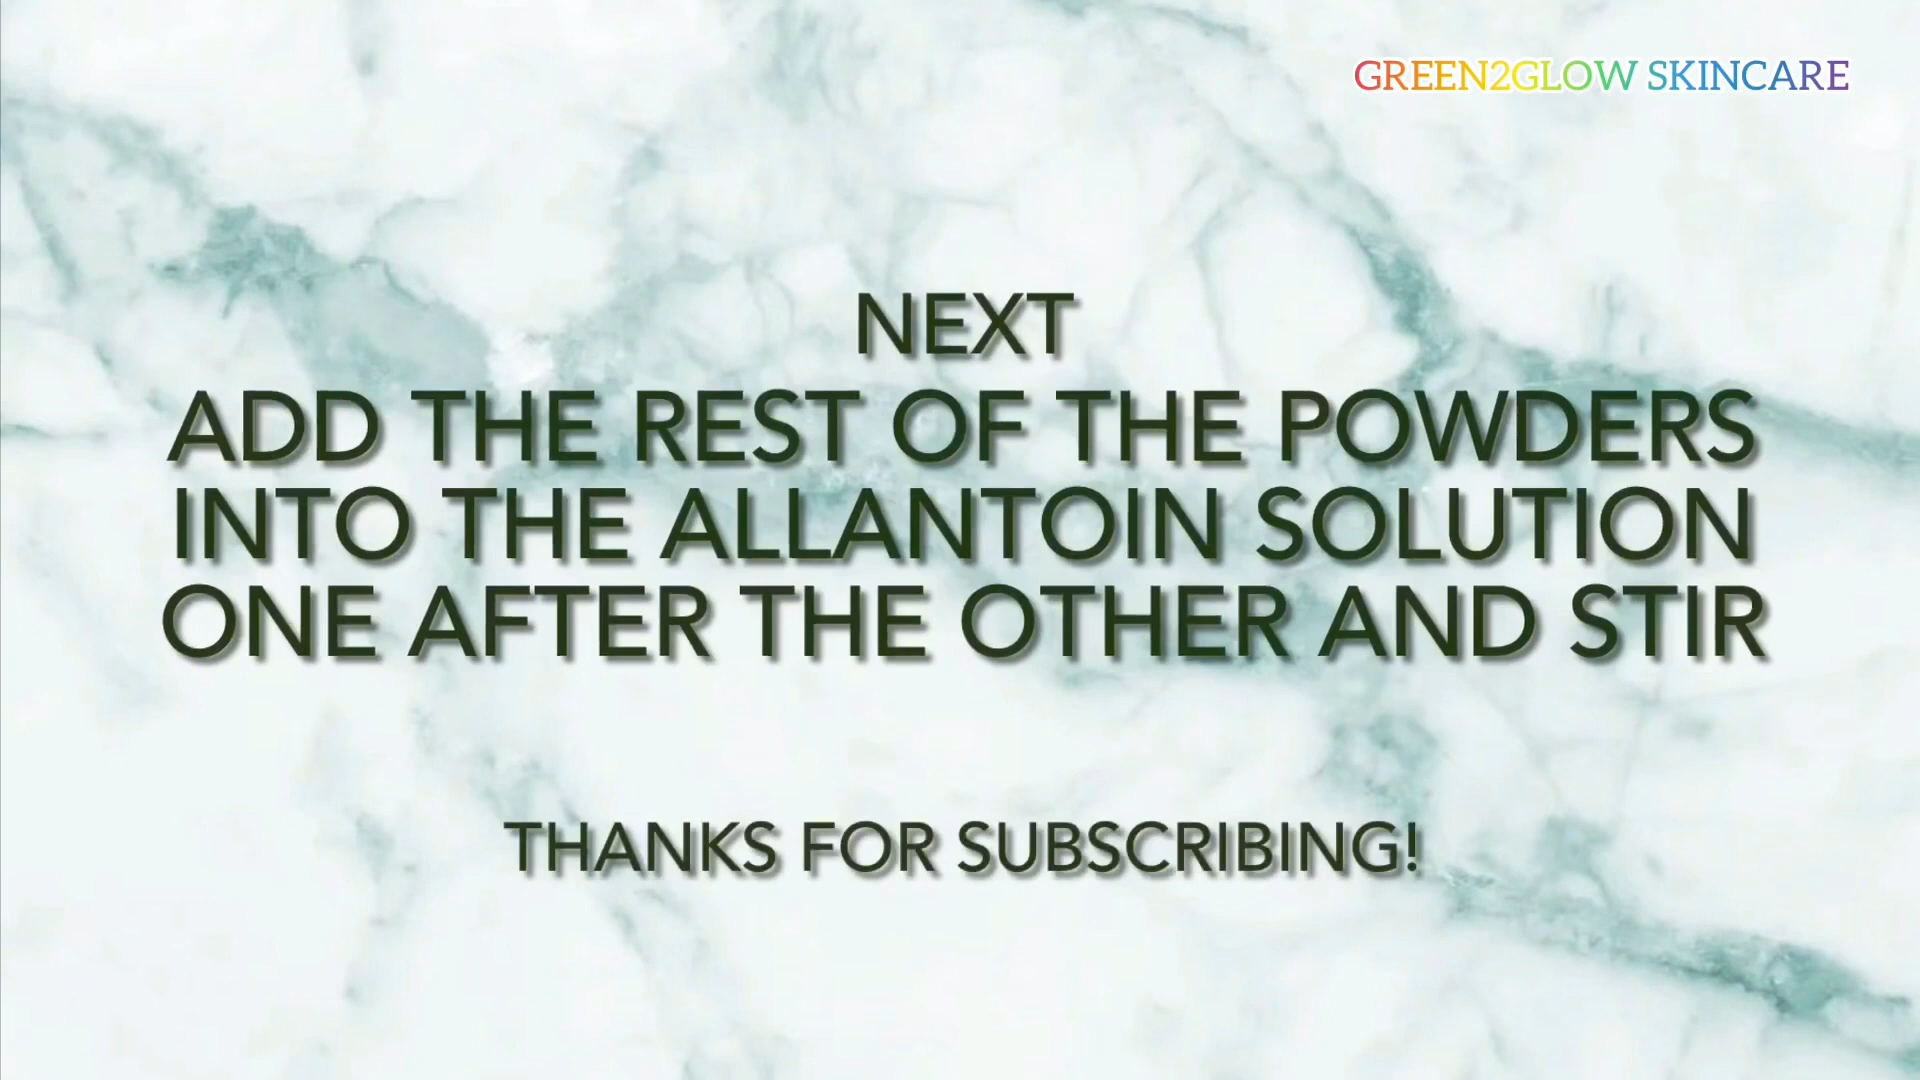 GREEN2GLOW SKINCARE
NEXT
ADD THE REST OF THE POWDERS
INTO THE ALLANTOIN SOLUTION
ONE AFTER THE OTHER AND STIR
THANKS FOR SUBSCRIBING!